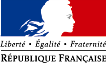 Liberté • Égalité • Fraternité
RÉPUBLIQUE FRANÇAISE